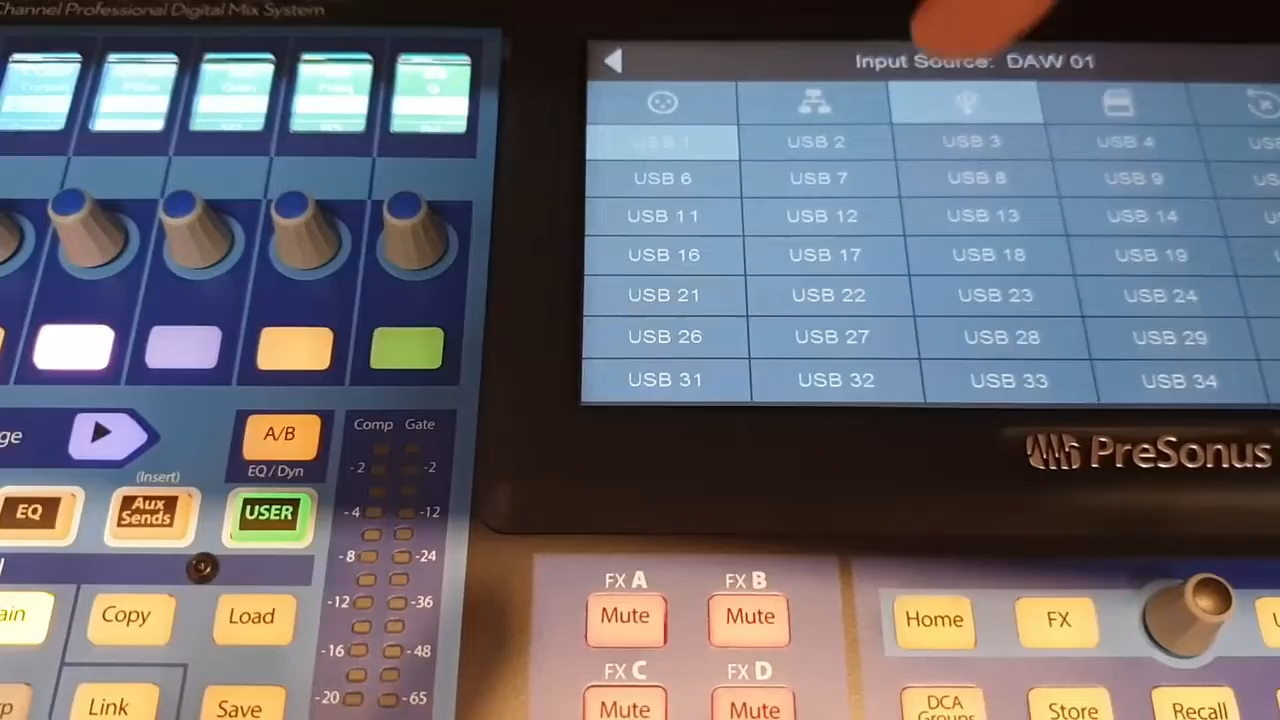 Channel Professional Digital Mix System
Input Source: DAW 01
USB 1 USB 2 USB 3 USB 4
USB 6 USB 7 USB 8 USB 9
USB 11 USB 12 USB 13 USB 14
USB 16 USB 17 USB 18 USB 19
USB 21 USB 22 USB 23 USB 24
USB 26 USB 27 USB 28 USB 29
USB 31 USB 32 USB 33 USB 34
PreSonus
A/B
EQ / Dyn
(Insert)
EQ
Aux Sends
USER
Comp Gate
-2 -2
-4 -12
-8 -24
-12 -36
-16 -48
-20 -65
Copy Load
Link Save
FX A FX B
Mute Mute
FX C FX D
Mute Mute
Home FX
DCA Groups
Store
Recall